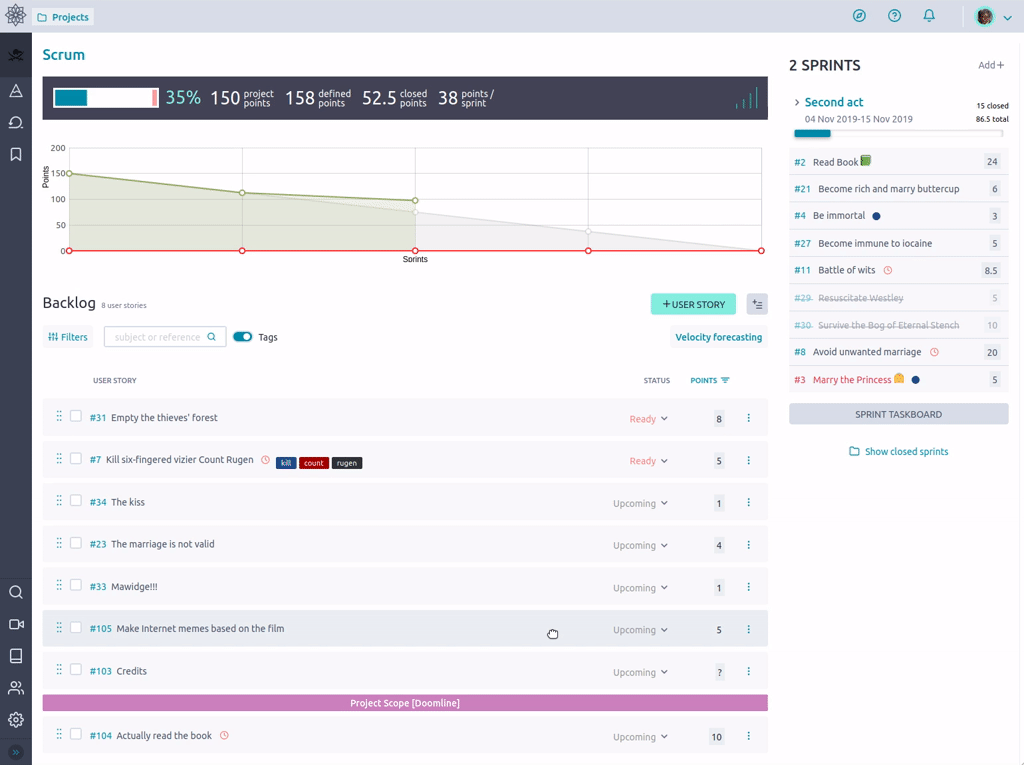 Projects
Scrum
35% 150 project points 158 defined points 52.5 closed points 38 points / sprint
200
150
100
50
0
Points
Sprints
Backlog 8 user stories
+ USER STORY
Filters
subject or reference
Tags
Velocity forecasting
USER STORY STATUS POINTS
#31 Empty the thieves' forest Ready 8
#7 Kill six-fingered vizier Count Rugen kill count rugen Ready 5
#34 The kiss Upcoming 1
#23 The marriage is not valid Upcoming 4
#33 Mawidge!!! Upcoming 1
#105 Make Internet memes based on the film Upcoming 5
#103 Credits Upcoming ?
Project Scope [Doomline]
#104 Actually read the book Upcoming 10
2 SPRINTS
Add +
Second act
15 closed
04 Nov 2019-15 Nov 2019
86.5 total
#2 Read Book 24
#21 Become rich and marry buttercup 6
#4 Be immortal 3
#27 Become immune to iocaine 5
#11 Battle of wits 8.5
#29 Resuscitate Westley 5
#30 Survive the Bog of Eternal Stench 10
#8 Avoid unwanted marriage 20
#3 Marry the Princess 5
SPRINT TASKBOARD
Show closed sprints